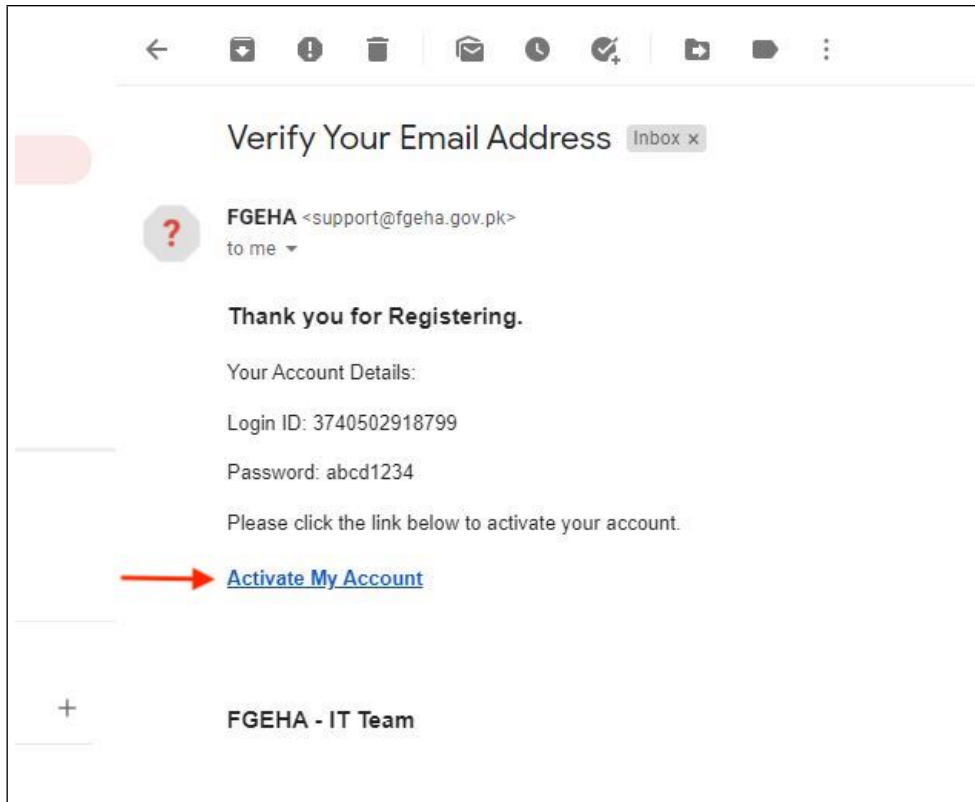 Verify Your Email Address Inbox x
?
FGEHA <support@fgeha.gov.pk>
to me
Thank you for Registering.
Your Account Details:
Login ID: 3740502918799
Password: abcd1234
Please click the link below to activate your account.
Activate My Account
FGEHA - IT Team